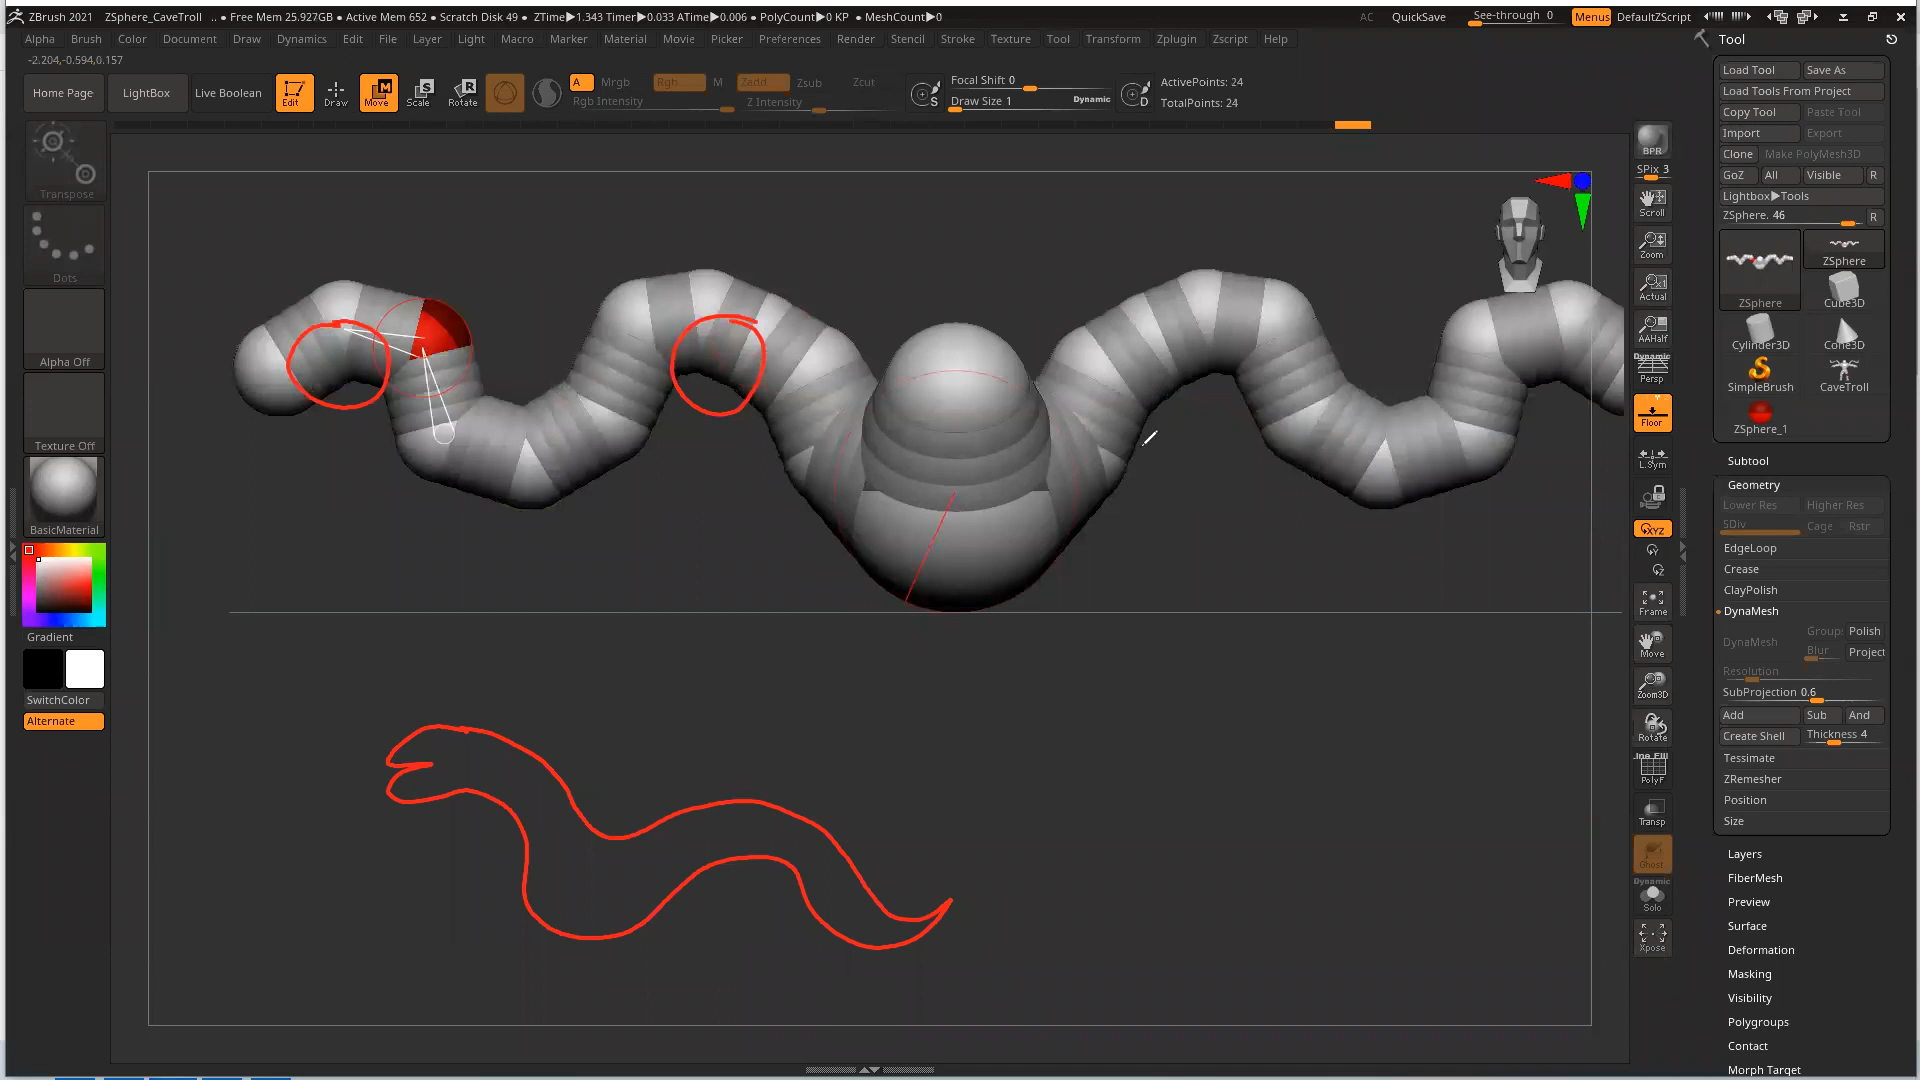 ZBrush 2021 ZSphere_CaveTroll .. • Free Mem 25.927GB • Active Mem 652 • Scratch Disk 49 • ZTime▶1.343 Timer▶0.033 ATime▶0.006 • PolyCount▶0 KP • MeshCount▶0 AC QuickSave See-through 0 Menus DefaultZScript
Alpha Brush Color Document Draw Dynamics Edit File Layer Light Macro Marker Material Movie Picker Preferences Render Stencil Stroke Texture Tool Transform Zplugin Zscript Help
-2.204,-0.594,0.157
Home Page LightBox Live Boolean Edit Draw Move Scale Rotate A Mrgb Rgb M Zadd Zsub Zcut
Rgb Intensity Z Intensity
Focal Shift 0
Draw Size 1 Dynamic
S D
ActivePoints: 24
TotalPoints: 24
Transpose
Dots
Alpha Off
Texture Off
BasicMaterial
Gradient
SwitchColor
Alternate
BPR
SPix 3
Scroll
Zoom
Actual
AAHalf
Dynamic
Persp
Floor
L.Sym
XYZ
Frame
Move
Zoom3D
Rotate
Line Fill
PolyF
Transp
Ghost
Dynamic
Solo
Xpose
Tool
Load Tool Save As
Load Tools From Project
Copy Tool Paste Tool
Import Export
Clone Make PolyMesh3D
GoZ All Visible R
Lightbox▶Tools
ZSphere. 46 R
ZSphere ZSphere
Cube3D
Cylinder3D Cone3D
SimpleBrush CaveTroll
ZSphere_1
Subtool
Geometry
Lower Res Higher Res
SDiv Cage Rstr
EdgeLoop
Crease
ClayPolish
DynaMesh
DynaMesh Groups Polish
Blur Project
Resolution
SubProjection 0.6
Add Sub And
Create Shell Thickness 4
Tessimate
ZRemesher
Position
Size
Layers
FiberMesh
Preview
Surface
Deformation
Masking
Visibility
Polygroups
Contact
Morph Target